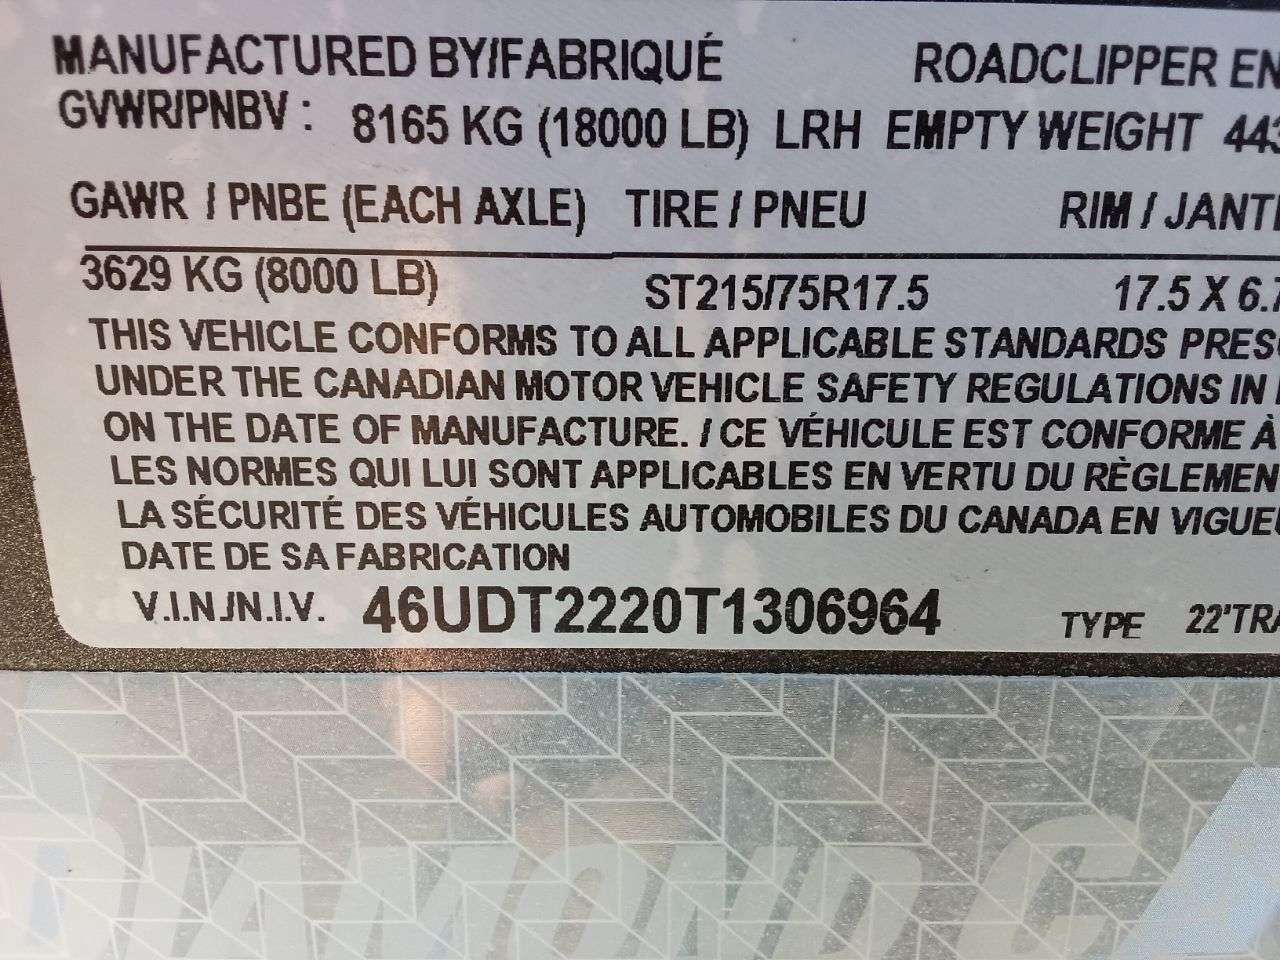 MANUFACTURED BY/FABRIQUÉ ROADCLIPPER EN
GVWR/PNBV : 8165 KG (18000 LB) LRH EMPTY WEIGHT 443
GAWR / PNBE (EACH AXLE) TIRE / PNEU RIM / JANTE
3629 KG (8000 LB) ST215/75R17.5 17.5 X 6.7
THIS VEHICLE CONFORMS TO ALL APPLICABLE STANDARDS PRESC
UNDER THE CANADIAN MOTOR VEHICLE SAFETY REGULATIONS IN
ON THE DATE OF MANUFACTURE. / CE VÉHICULE EST CONFORME À
LES NORMES QUI LUI SONT APPLICABLES EN VERTU DU RÈGLEMEN
LA SÉCURITÉ DES VÉHICULES AUTOMOBILES DU CANADA EN VIGUEU
DATE DE SA FABRICATION
V.I.N./N.I.V. 46UDT2220T1306964 TYPE 22'TRA
DIAMOND C